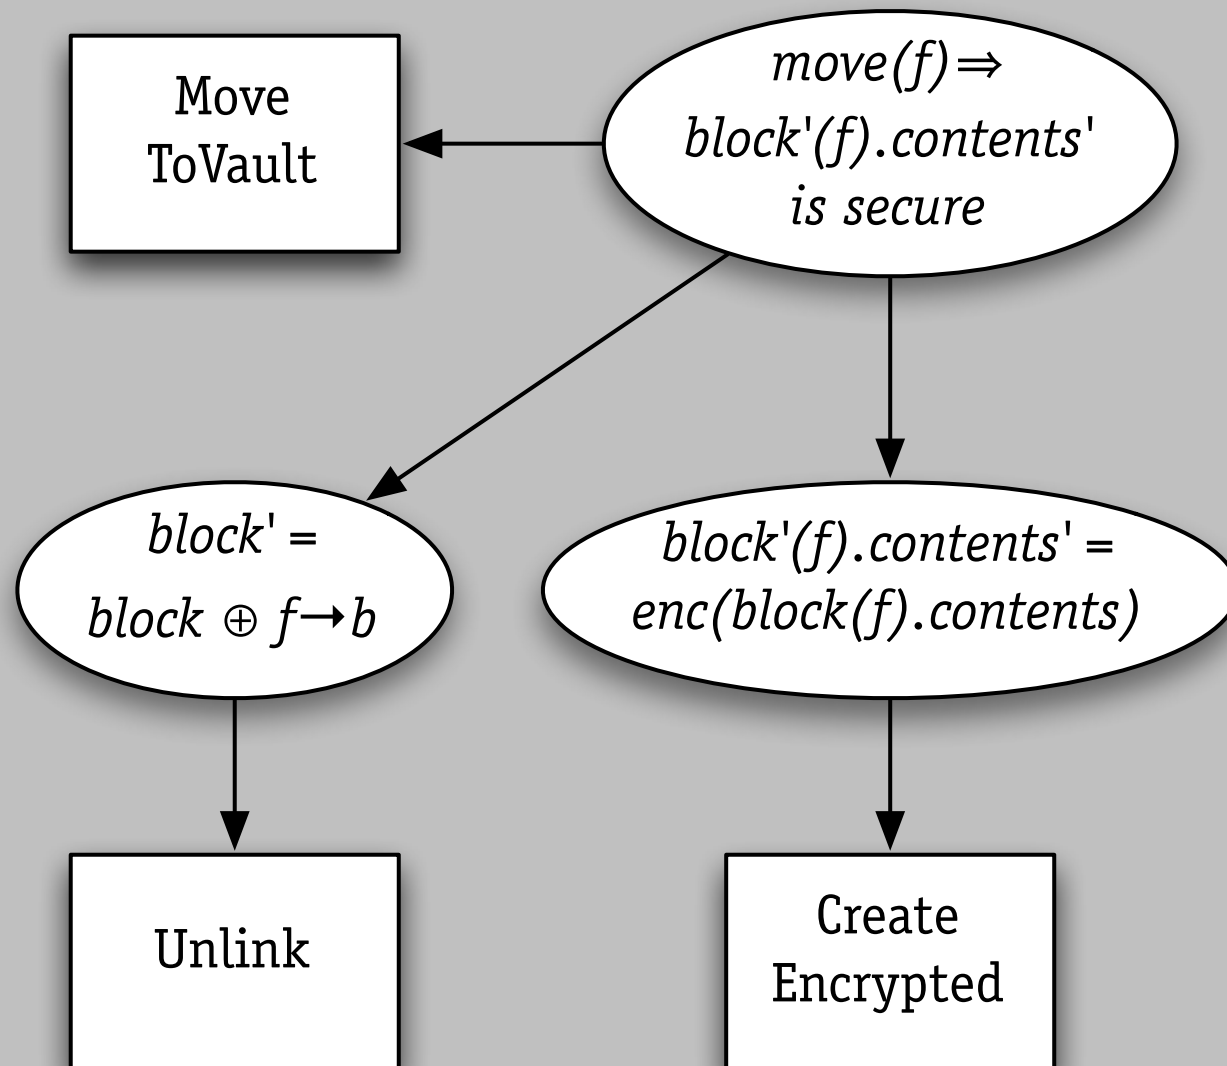 Move
ToVault
move(f)⇒
block'(f).contents'
is secure
block' =
block ⊕ f→b
block'(f).contents' =
enc(block(f).contents)
Unlink
Create
Encrypted